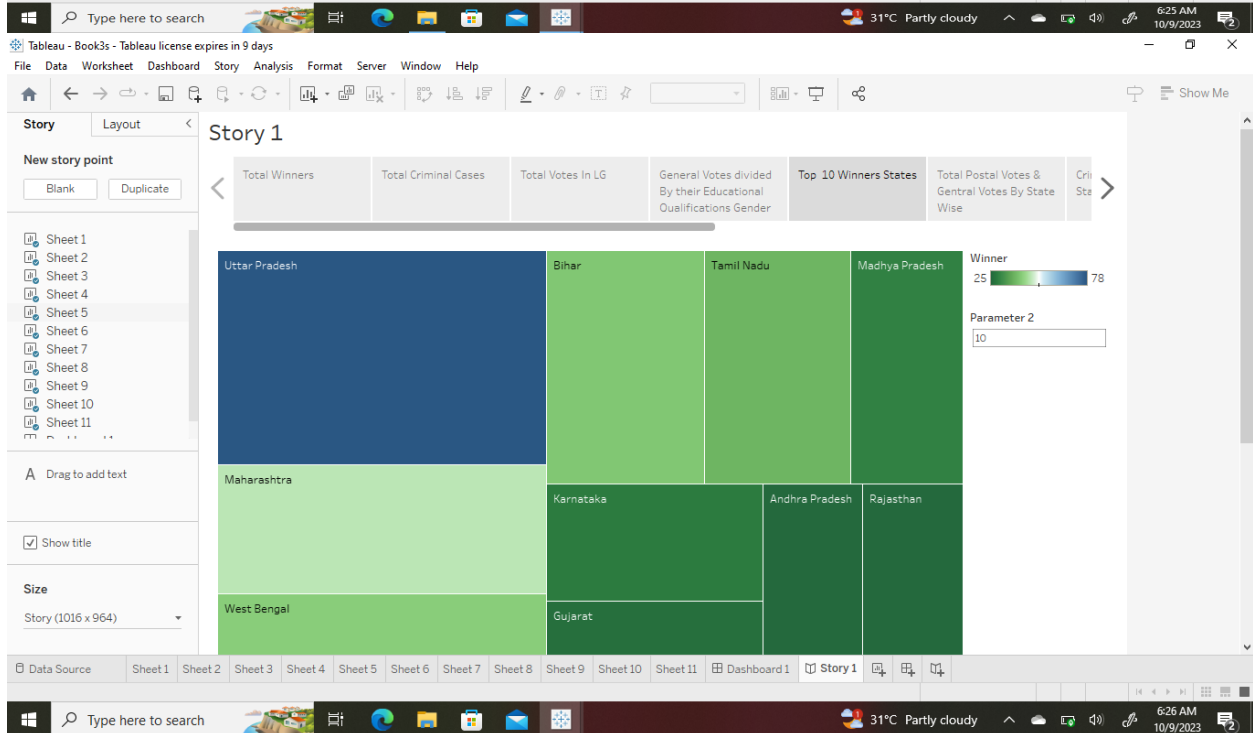 Type here to search
31°C Partly cloudy
6:25 AM
10/9/2023
2
Tableau - Book3s - Tableau license expires in 9 days
File Data Worksheet Dashboard Story Analysis Format Server Window Help
Show Me
Story Layout
Story 1
New story point
Blank Duplicate
Total Winners
Total Criminal Cases
Total Votes In LG
General Votes divided
By their Educational
Qualifications Gender
Top 10 Winners States
Total Postal Votes &
Gentral Votes By State
Wise
Sheet 1
Sheet 2
Sheet 3
Sheet 4
Sheet 5
Sheet 6
Sheet 7
Sheet 8
Sheet 9
Sheet 10
Sheet 11
A Drag to add text
Show title
Size
Story (1016 x 964)
Uttar Pradesh
Bihar
Tamil Nadu
Madhya Pradesh
Maharashtra
Karnataka
Andhra Pradesh
Rajasthan
West Bengal
Gujarat
Winner
25 78
Parameter 2
10
Data Source Sheet 1 Sheet 2 Sheet 3 Sheet 4 Sheet 5 Sheet 6 Sheet 7 Sheet 8 Sheet 9 Sheet 10 Sheet 11 Dashboard 1 Story 1
Type here to search
31°C Partly cloudy
6:26 AM
10/9/2023
2